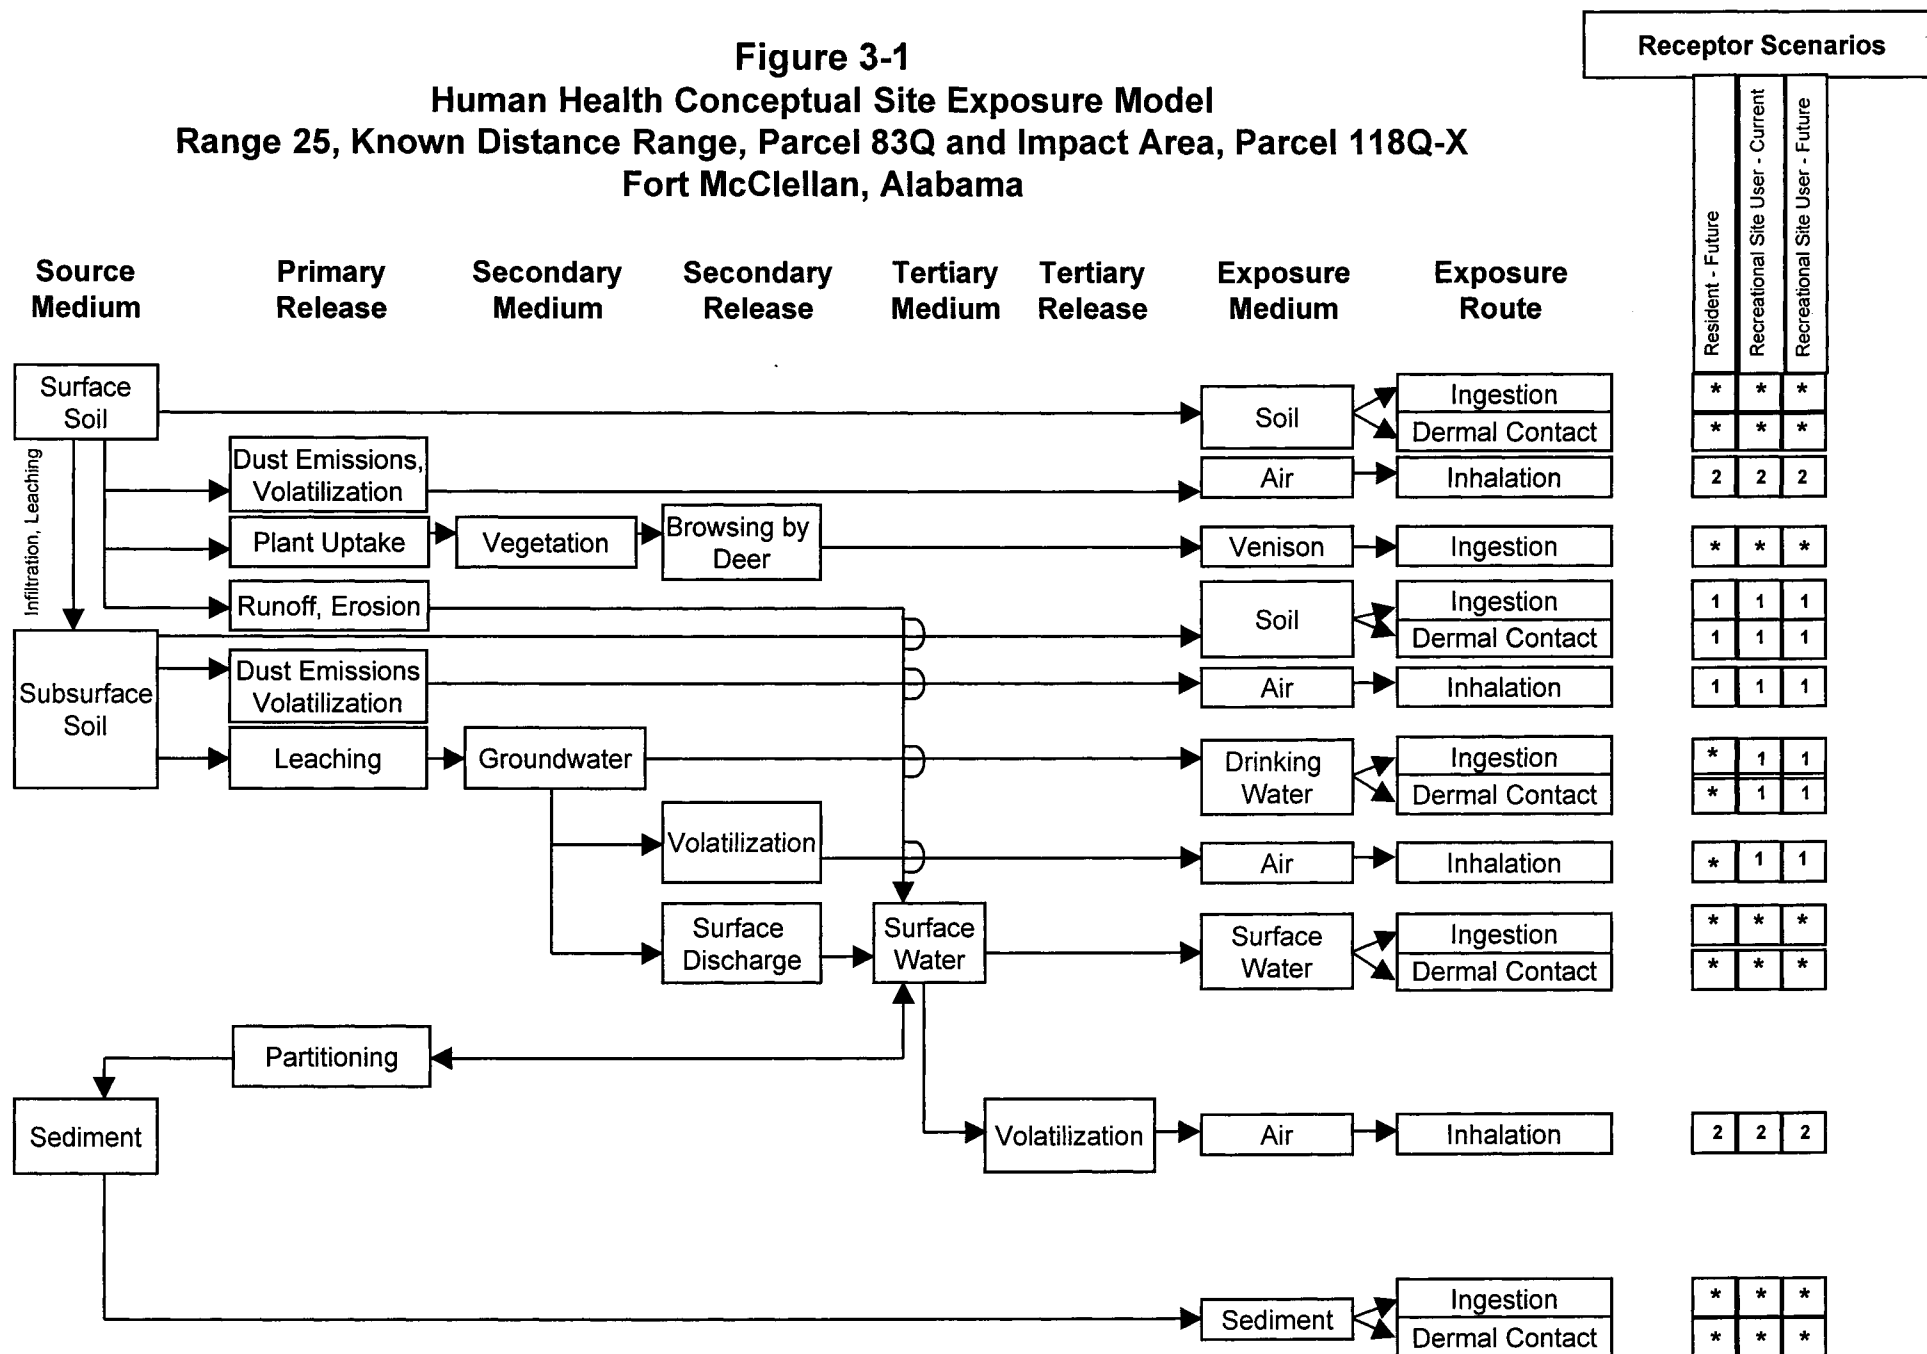 Figure 3-1
Human Health Conceptual Site Exposure Model
Range 25, Known Distance Range, Parcel 83Q and Impact Area, Parcel 118Q-X
Fort McClellan, Alabama
Receptor Scenarios
Resident - Future
Recreational Site User - Current
Recreational Site User - Future
Source
Medium
Primary
Release
Secondary
Medium
Secondary
Release
Tertiary
Medium
Tertiary
Release
Exposure
Medium
Exposure
Route
Surface
Soil
Soil
Ingestion
* * *
Dermal Contact
* * *
Infiltration, Leaching
Dust Emissions,
Volatilization
Air
Inhalation
2 2 2
Plant Uptake
Vegetation
Browsing by
Deer
Venison
Ingestion
* * *
Runoff, Erosion
Subsurface
Soil
Soil
Ingestion
1 1 1
Dermal Contact
1 1 1
Dust Emissions
Volatilization
Air
Inhalation
1 1 1
Leaching
Groundwater
Drinking
Water
Ingestion
* 1 1
Dermal Contact
* 1 1
Volatilization
Air
Inhalation
* 1 1
Surface
Discharge
Surface
Water
Surface
Water
Ingestion
* * *
Dermal Contact
* * *
Partitioning
Sediment
Volatilization
Air
Inhalation
2 2 2
Sediment
Ingestion
* * *
Dermal Contact
* * *